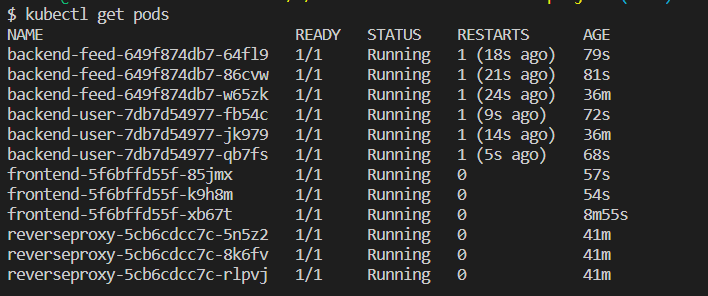 $ kubectl get pods
NAME READY STATUS RESTARTS AGE
backend-feed-649f874db7-64fl9 1/1 Running 1 (18s ago) 79s
backend-feed-649f874db7-86cvw 1/1 Running 1 (21s ago) 81s
backend-feed-649f874db7-w65zk 1/1 Running 1 (24s ago) 36m
backend-user-7db7d54977-fb54c 1/1 Running 1 (9s ago) 72s
backend-user-7db7d54977-jk979 1/1 Running 1 (14s ago) 36m
backend-user-7db7d54977-qb7fs 1/1 Running 1 (5s ago) 68s
frontend-5f6bffd55f-85jmx 1/1 Running 0 57s
frontend-5f6bffd55f-k9h8m 1/1 Running 0 54s
frontend-5f6bffd55f-xb67t 1/1 Running 0 8m55s
reverseproxy-5cb6cdcc7c-5n5z2 1/1 Running 0 41m
reverseproxy-5cb6cdcc7c-8k6fv 1/1 Running 0 41m
reverseproxy-5cb6cdcc7c-rlpvj 1/1 Running 0 41m